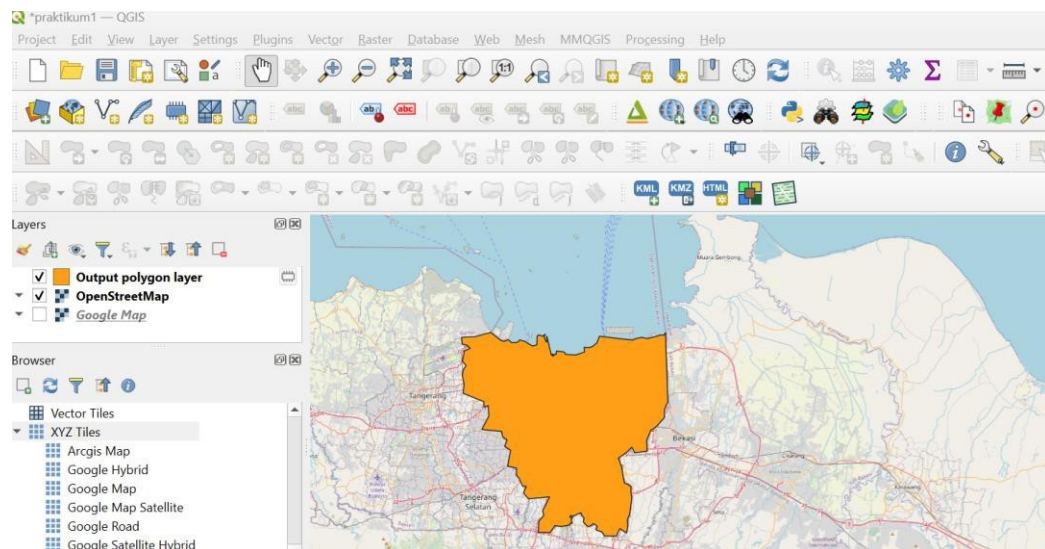 *praktikum1 — QGIS
Project Edit View Layer Settings Plugins Vector Raster Database Web Mesh MMQGIS Processing Help
KML KMZ HTML
Layers
Output polygon layer
OpenStreetMap
Google Map
Browser
Vector Tiles
XYZ Tiles
Arcgis Map
Google Hybrid
Google Map
Google Map Satellite
Google Road
Google Satellite Hybrid
Muara Gembong
Tangerang
Bekasi
Cikarang
Karawang
Tangerang
Selatan